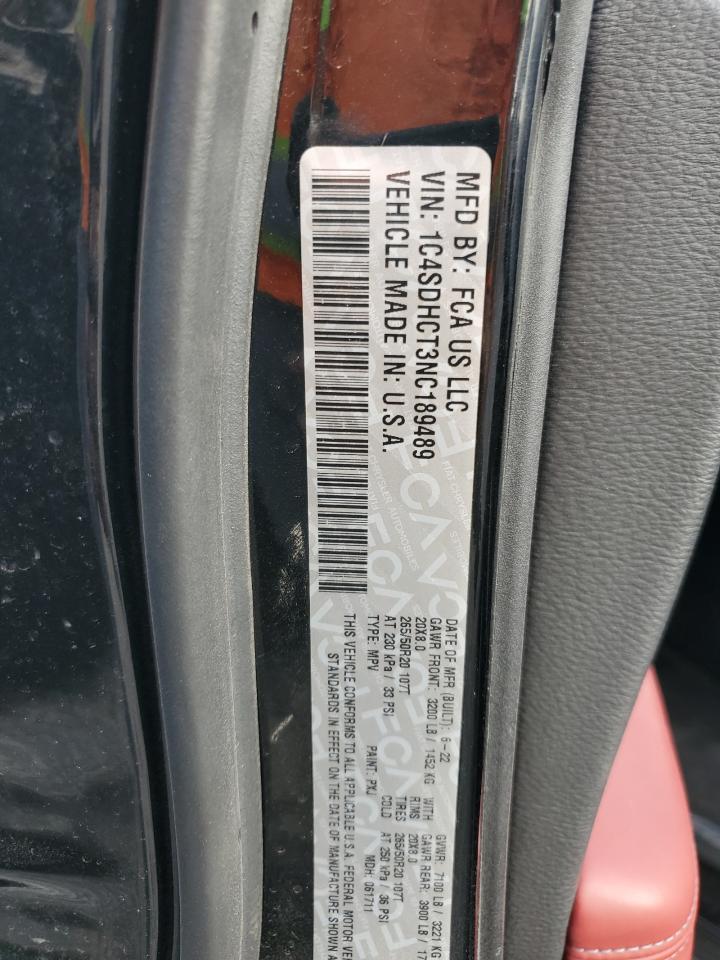 MFD BY: FCA US LLC
VIN: 1C4SDHCT3NC189489
VEHICLE MADE IN: U.S.A.
DATE OF MFR (BUILT): 6-22 GVWR: 7100 LB / 3221 KG
GAWR FRONT: 3200 LB / 1452 KG WITH GAWR REAR: 3900 LB / 17
20X8.0 RIMS 20X8.0
265/50R20 107T TIRES 265/50R20 107T
AT 230 kPa / 33 PSI COLD AT 250 kPa / 36 PSI
TYPE: MPV PAINT: PXJ MDH: 061711
THIS VEHICLE CONFORMS TO ALL APPLICABLE U.S.A. FEDERAL MOTOR VE
STANDARDS IN EFFECT ON THE DATE OF MANUFACTURE SHOWN A